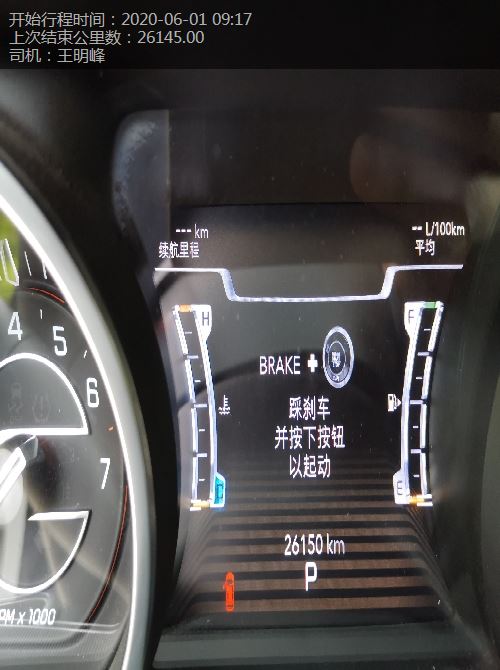 开始行程时间：2020-06-01 09:17
上次结束公里数：26145.00
司机：王明峰
--- km
续航里程
-- L/100km
平均
4
5
6
7
H
F
BRAKE +
踩刹车
并按下按钮
以起动
E
26150 km
P
PM x 1000